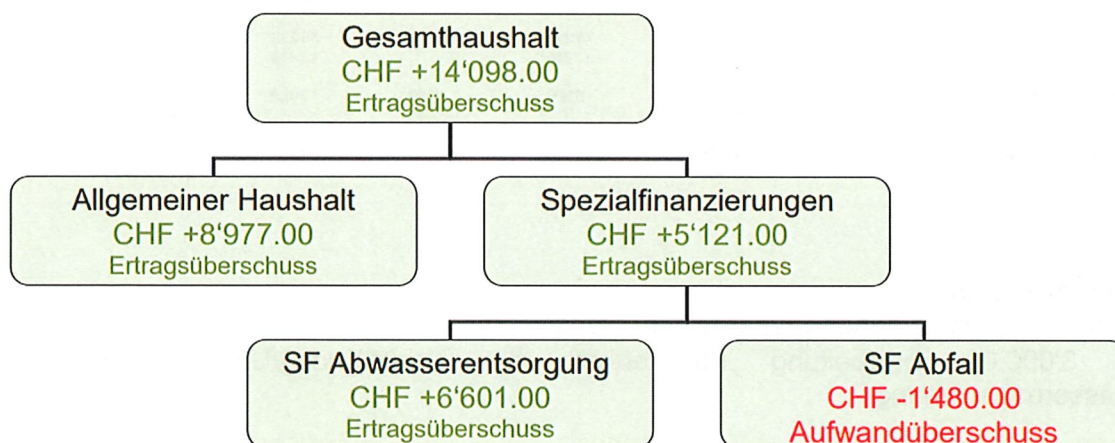 Gesamthaushalt
CHF +14‘098.00
Ertragsüberschuss
Allgemeiner Haushalt
CHF +8‘977.00
Ertragsüberschuss
Spezialfinanzierungen
CHF +5‘121.00
Ertragsüberschuss
SF Abwasserentsorgung
CHF +6‘601.00
Ertragsüberschuss
SF Abfall
CHF -1‘480.00
Aufwandüberschuss